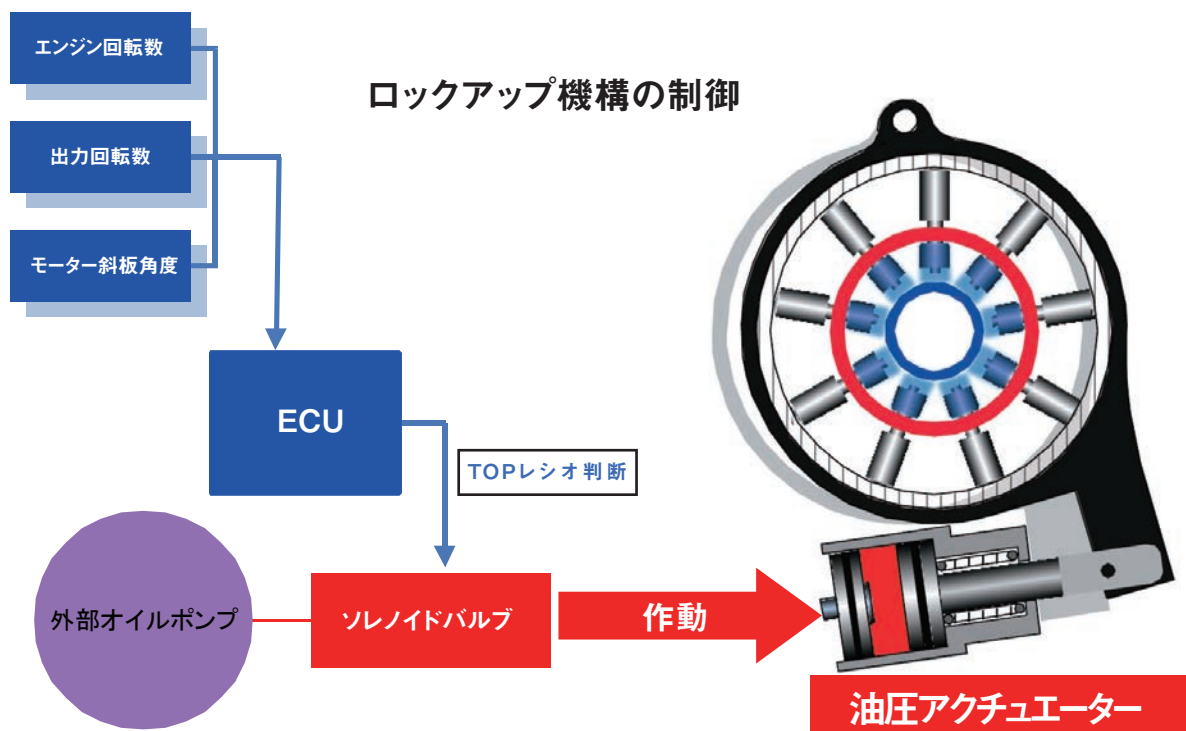 エンジン回転数
ロックアップ機構の制御
出力回転数
モーター斜板角度
ECU
TOPレシオ判断
外部オイルポンプ
ソレノイドバルブ
作動
油圧アクチュエーター